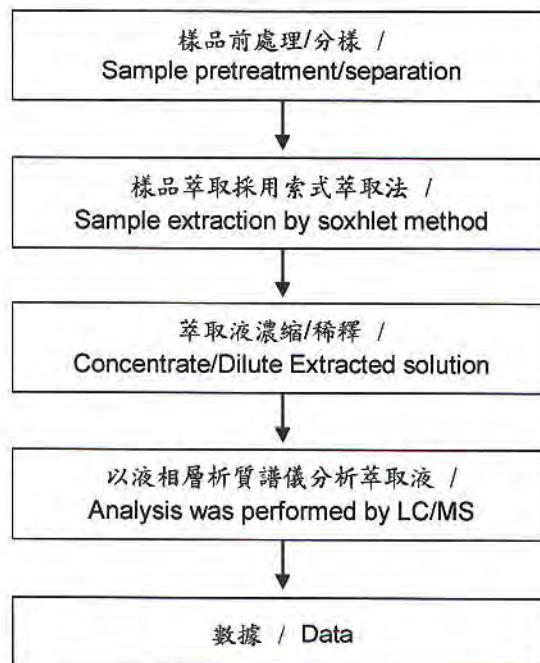 樣品前處理/分樣 /
Sample pretreatment/separation
樣品萃取採用索式萃取法 /
Sample extraction by soxhlet method
萃取液濃縮/稀釋 /
Concentrate/Dilute Extracted solution
以液相層析質譜儀分析萃取液 /
Analysis was performed by LC/MS
數據 / Data